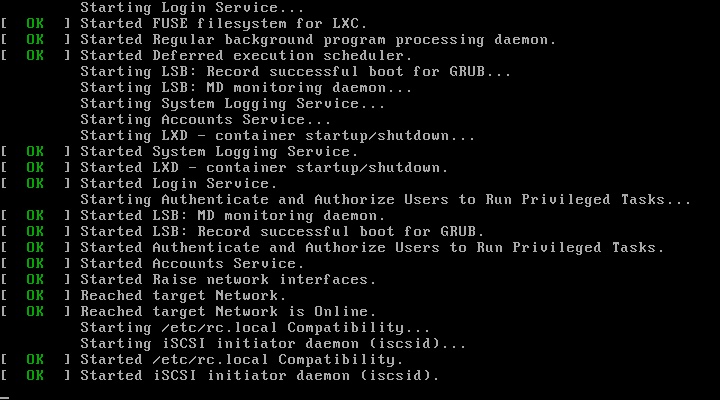 Starting Login Service...
[  OK  ] Started FUSE filesystem for LXC.
[  OK  ] Started Regular background program processing daemon.
[  OK  ] Started Deferred execution scheduler.
Starting LSB: Record successful boot for GRUB...
Starting LSB: MD monitoring daemon...
Starting System Logging Service...
Starting Accounts Service...
Starting LXD - container startup/shutdown...
[  OK  ] Started System Logging Service.
[  OK  ] Started LXD - container startup/shutdown.
[  OK  ] Started Login Service.
Starting Authenticate and Authorize Users to Run Privileged Tasks...
[  OK  ] Started LSB: MD monitoring daemon.
[  OK  ] Started LSB: Record successful boot for GRUB.
[  OK  ] Started Authenticate and Authorize Users to Run Privileged Tasks.
[  OK  ] Started Accounts Service.
[  OK  ] Started Raise network interfaces.
[  OK  ] Reached target Network.
[  OK  ] Reached target Network is Online.
Starting /etc/rc.local Compatibility...
Starting iSCSI initiator daemon (iscsid)...
[  OK  ] Started /etc/rc.local Compatibility.
[  OK  ] Started iSCSI initiator daemon (iscsid).